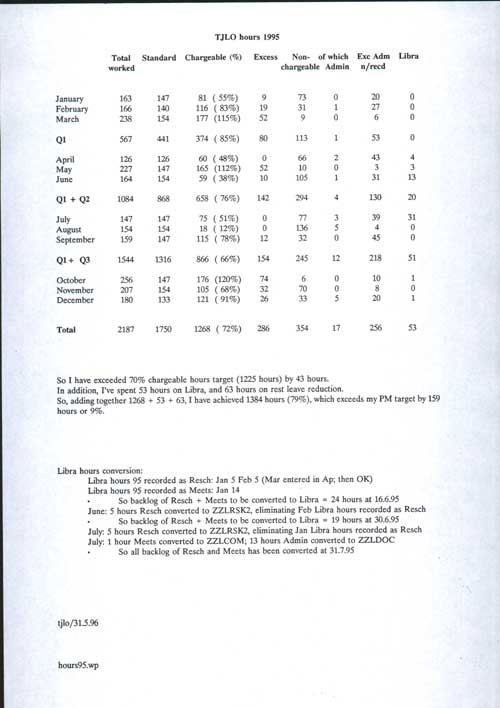 TJLO hours 1995
Total worked Standard Chargeable (%) Excess Non-chargeable of which Admin Exc Adm n/recd Libra
January 163 147 81 ( 55%) 9 73 0 20 0
February 166 140 116 ( 83%) 19 31 1 27 0
March 238 154 177 (115%) 52 9 0 6 0
Q1 567 441 374 ( 85%) 80 113 1 53 0
April 126 126 60 ( 48%) 0 66 2 43 4
May 227 147 165 (112%) 52 10 0 3 3
June 164 154 59 ( 38%) 10 105 1 31 13
Q1 + Q2 1084 868 658 ( 76%) 142 294 4 130 20
July 147 147 75 ( 51%) 0 77 3 39 31
August 154 154 18 ( 12%) 0 136 5 4 0
September 159 147 115 ( 78%) 12 32 0 45 0
Q1+ Q3 1544 1316 866 ( 66%) 154 245 12 218 51
October 256 147 176 (120%) 74 6 0 10 1
November 207 154 105 ( 68%) 32 70 0 8 0
December 180 133 121 ( 91%) 26 33 5 20 1
Total 2187 1750 1268 ( 72%) 286 354 17 256 53
So I have exceeded 70% chargeable hours target (1225 hours) by 43 hours.
In addition, I've spent 53 hours on Libra, and 63 hours on rest leave reduction.
So, adding together 1268 + 53 + 63, I have achieved 1384 hours (79%), which exceeds my PM target by 159
hours or 9%.
Libra hours conversion:
Libra hours 95 recorded as Resch: Jan 5 Feb 5 (Mar entered in Ap; then OK)
Libra hours 95 recorded as Meets: Jan 14
• So backlog of Resch + Meets to be converted to Libra = 24 hours at 16.6.95
June: 5 hours Resch converted to ZZLRSK2, eliminating Feb Libra hours recorded as Resch
• So backlog of Resch + Meets to be converted to Libra = 19 hours at 30.6.95
July: 5 hours Resch converted to ZZLRSK2, eliminating Jan Libra hours recorded as Resch
July: 1 hour Meets converted to ZZLCOM; 13 hours Admin converted to ZZLDOC
• So all backlog of Resch and Meets has been converted at 31.7.95
tjlo/31.5.96
hours95.wp